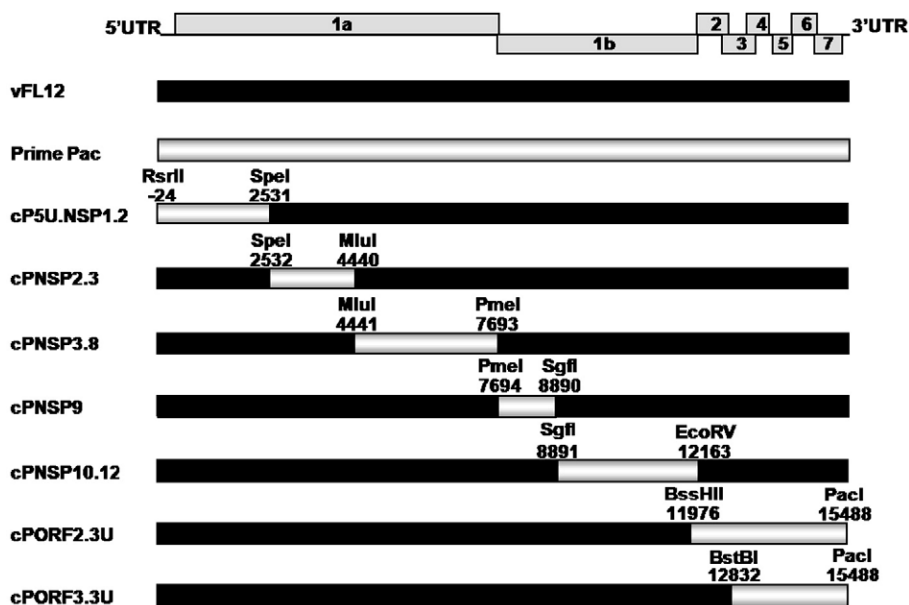 5'UTR 1a 2 4 6 3'UTR
1b 3 5 7
vFL12
Prime Pac
RsrII SpeI
-24 2531
cP5U.NSP1.2
SpeI MluI
2532 4440
cPNSP2.3
MluI PmeI
4441 7693
cPNSP3.8
PmeI SgfI
7694 8890
cPNSP9
SgfI EcoRV
8891 12163
cPNSP10.12
BssHII PacI
11976 15488
cPORF2.3U
BstBI PacI
12832 15488
cPORF3.3U